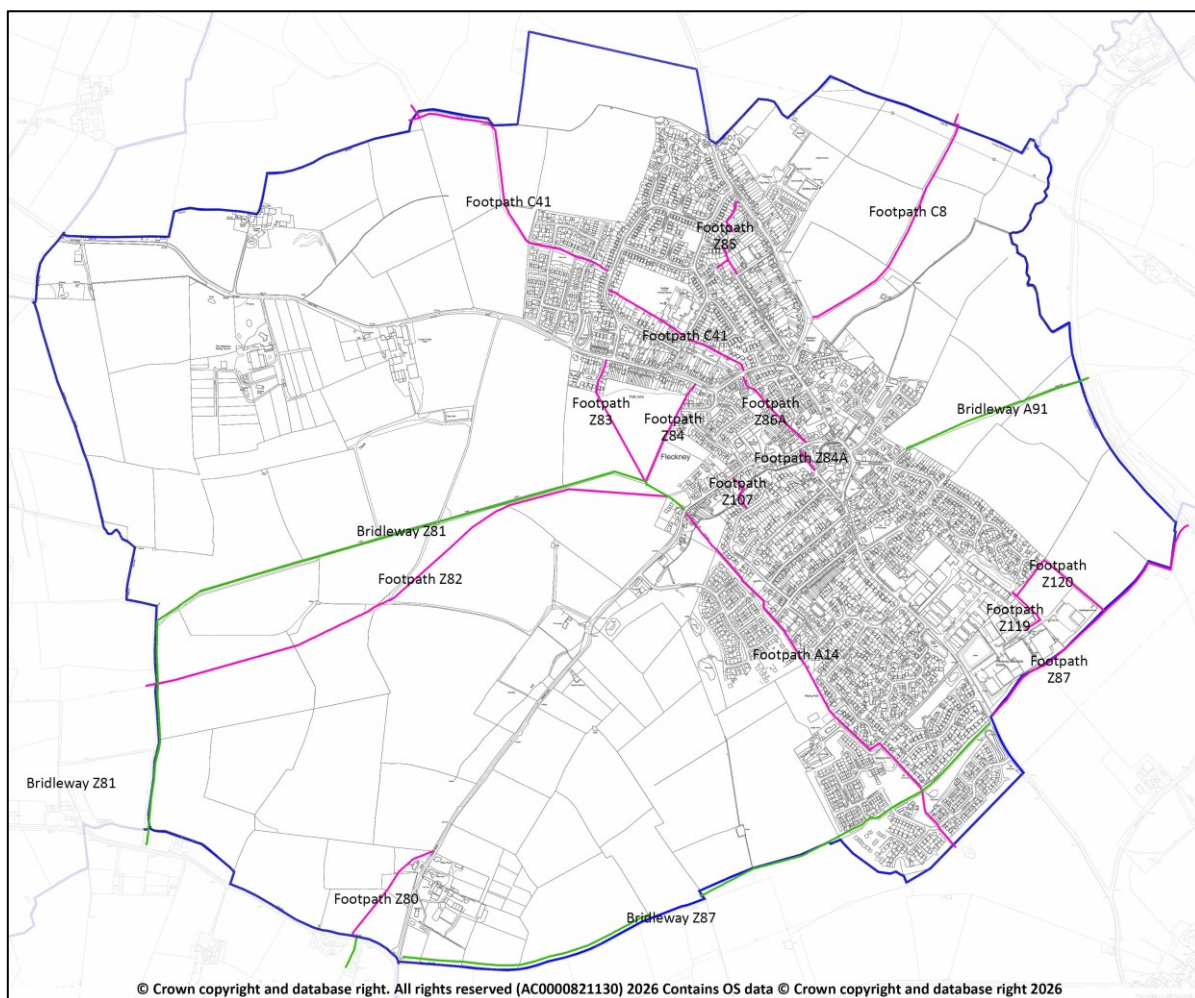 Footpath C41
Footpath C8
Footpath
Z85
Footpath C41
Footpath
Z83
Footpath
Z84
Footpath
Z86A
Bridleway A91
Footpath Z84A
Fleckney
Footpath
Z107
Bridleway Z81
Footpath Z82
Footpath
Z120
Footpath
Z119
Footpath A14
Footpath
Z87
Bridleway Z81
Footpath Z80
Bridleway Z87
© Crown copyright and database right. All rights reserved (AC0000821130) 2026 Contains OS data © Crown copyright and database right 2026